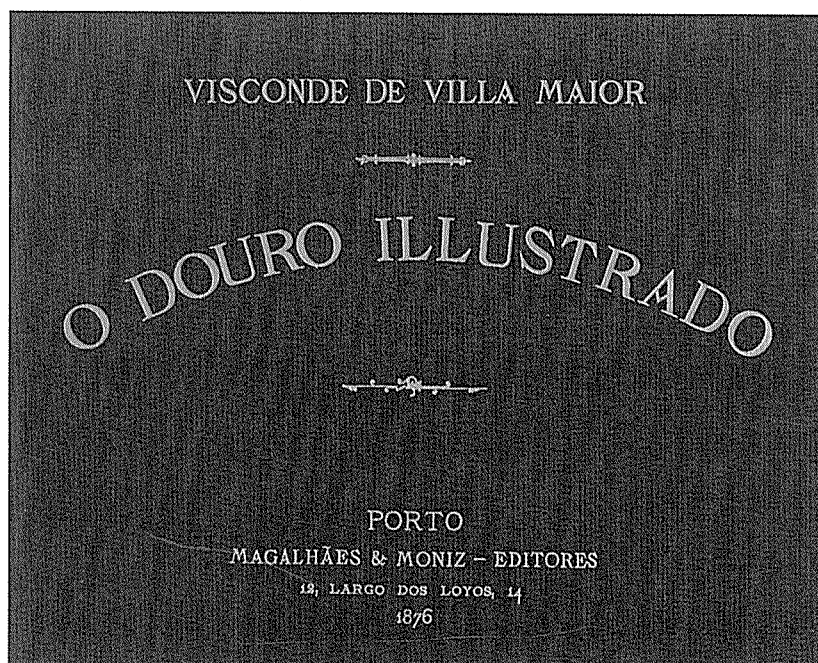 VISCONDE DE VILLA MAIOR
O DOURO ILLUSTRADO
PORTO
MAGALHÃES & MONIZ – EDITORES
12, LARGO DOS LOYOS, 14
1876